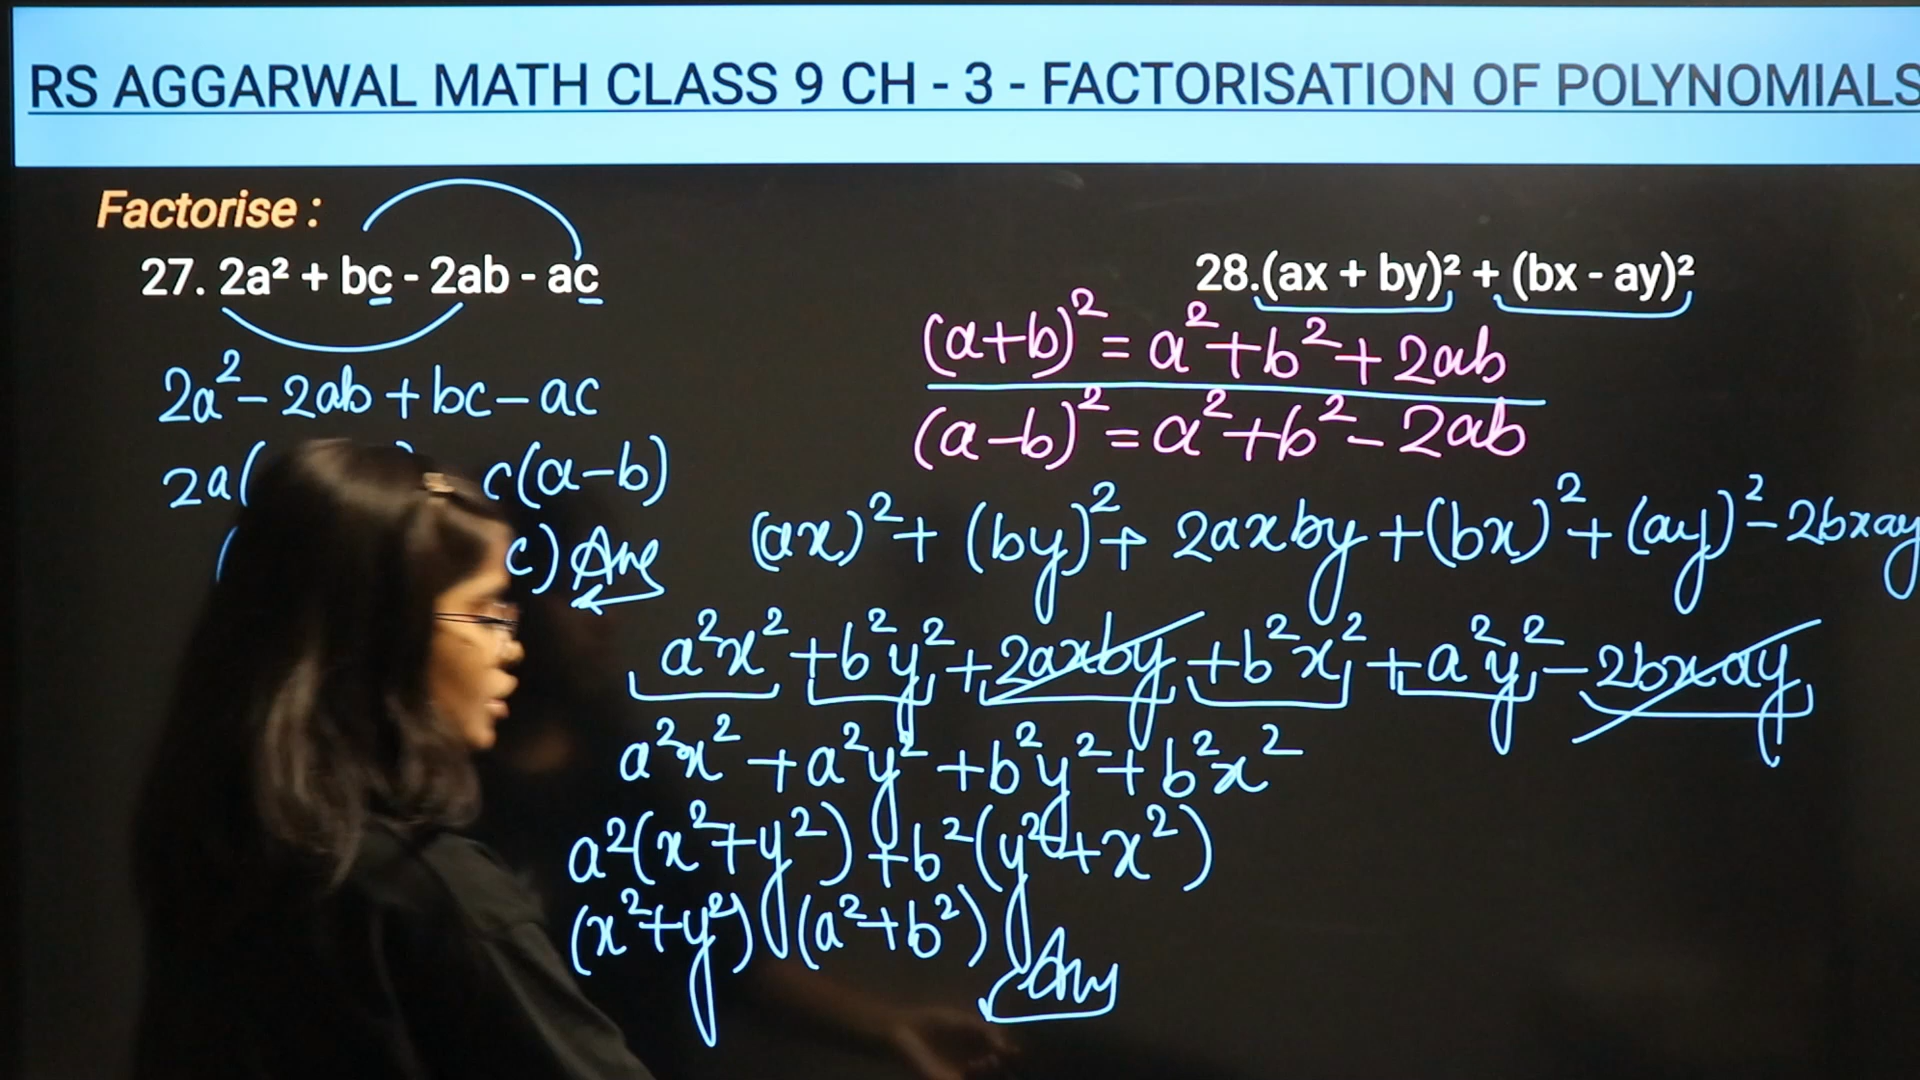 RS AGGARWAL MATH CLASS 9 CH - 3 - FACTORISATION OF POLYNOMIALS
Factorise :
27. 2a² + bc - 2ab - ac
2a² - 2ab + bc - ac
2a( ) c(a-b)
( c) Ans
28.(ax + by)² + (bx - ay)²
(a+b)² = a²+b²+2ab
(a-b)² = a²+b²-2ab
(ax)² + (by)² + 2axby + (bx)² + (ay)² - 2bxay
a²x² + b²y² + 2axby + b²x² + a²y² - 2bxay
a²x² + a²y² + b²y² + b²x²
a²(x²+y²) + b²(y²+x²)
(x²+y²) (a²+b²)
Ans